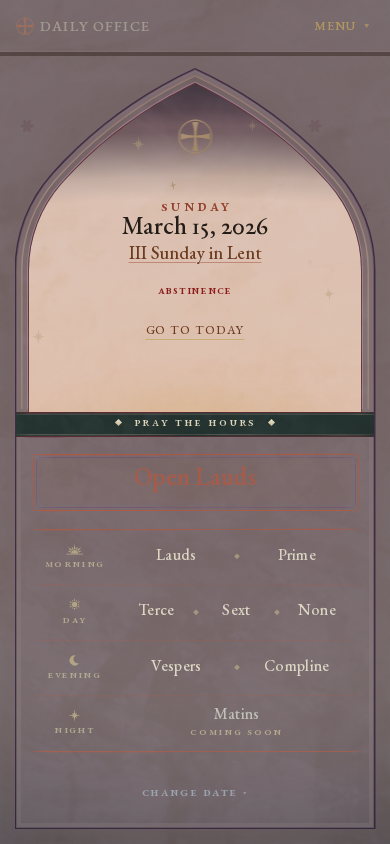 DAILY OFFICE
MENU
SUNDAY
March 15, 2026
III Sunday in Lent
ABSTINENCE
GO TO TODAY
PRAY THE HOURS
Open Lauds
MORNING
Lauds
Prime
DAY
Terce
Sext
None
EVENING
Vespers
Compline
NIGHT
Matins
COMING SOON
CHANGE DATE